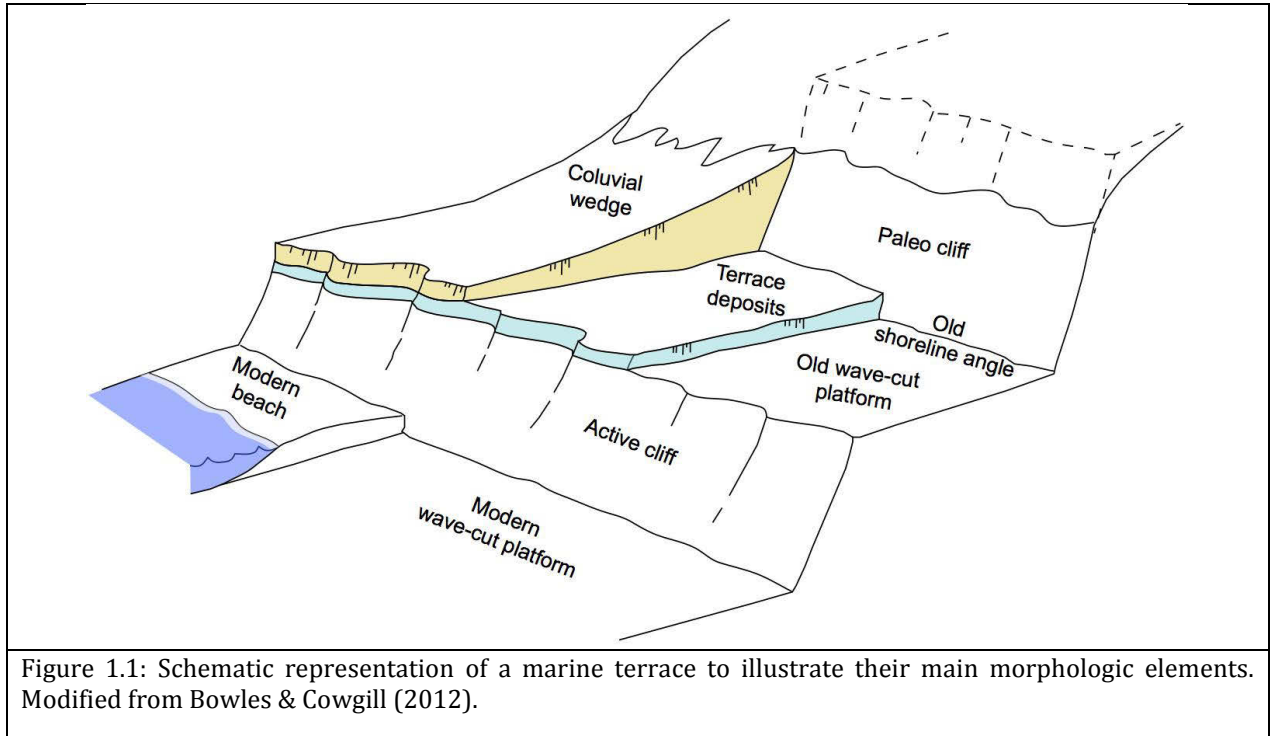 Coluvial
wedge
Paleo cliff
Terrace
deposits
Old
shoreline angle
Old wave-cut
platform
Modern
beach
Active cliff
Modern
wave-cut platform
Figure 1.1: Schematic representation of a marine terrace to illustrate their main morphologic elements.
Modified from Bowles & Cowgill (2012).